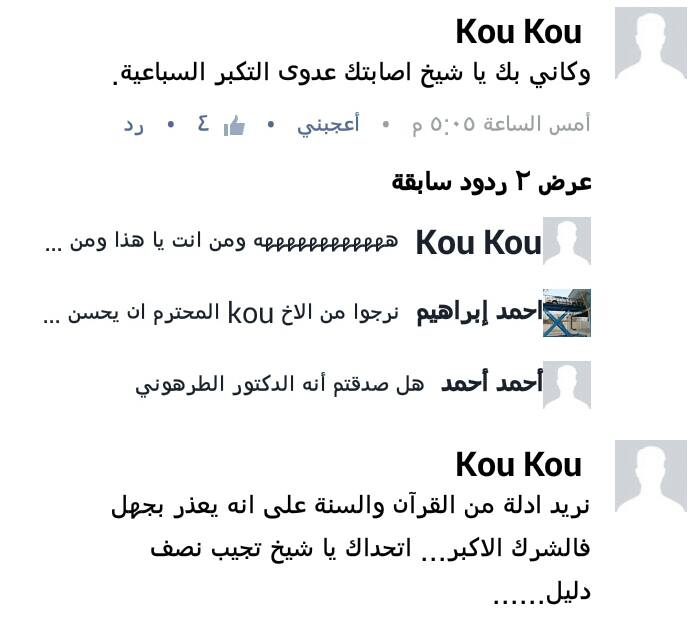 Kou Kou
وكاني بك يا شيخ اصابتك عدوى التكبر السباعية.
أمس الساعة ٥:٠٥ م • أعجبني • ٤ • رد
عرض ٢ ردود سابقة
Kou Kou ههههههههههههه ومن انت يا هذا ومن ...
احمد إبراهيم نرجوا من الاخ kou المحترم ان يحسن ...
أحمد أحمد هل صدقتم أنه الدكتور الطرهوني
Kou Kou
نريد ادلة من القرآن والسنة على انه يعذر بجهل
فالشرك الاكبر... اتحداك يا شيخ تجيب نصف
دليل......